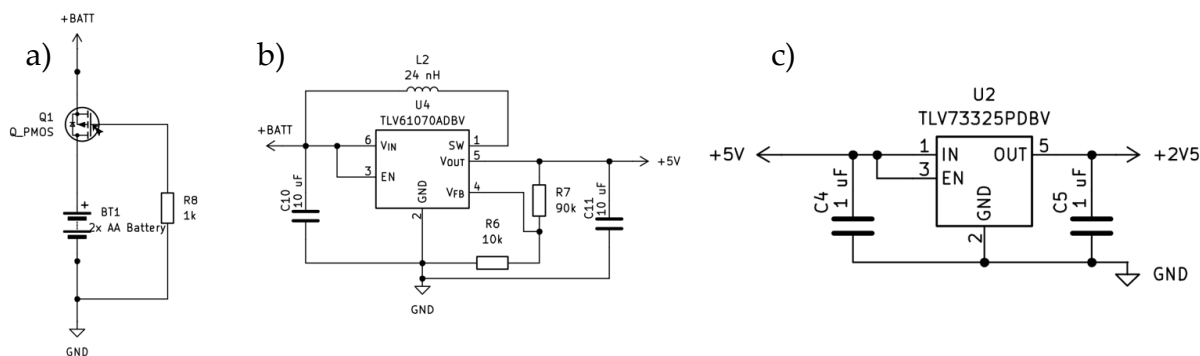 a)
+BATT
Q1
Q_PMOS
R8
1k
+
BT1
2x AA Battery
GND
b)
L2
24 nH
U4
TLV61070ADBV
+BATT
6
VIN
SW
1
VOUT
5
+5V
3
EN
VFB
4
GND
2
C10
10 uF
R7
90k
C11
10 uF
R6
10k
GND
c)
U2
TLV73325PDBV
+5V
1
IN
OUT
5
+2V5
3
EN
GND
2
C4
1 uF
C5
1 uF
GND